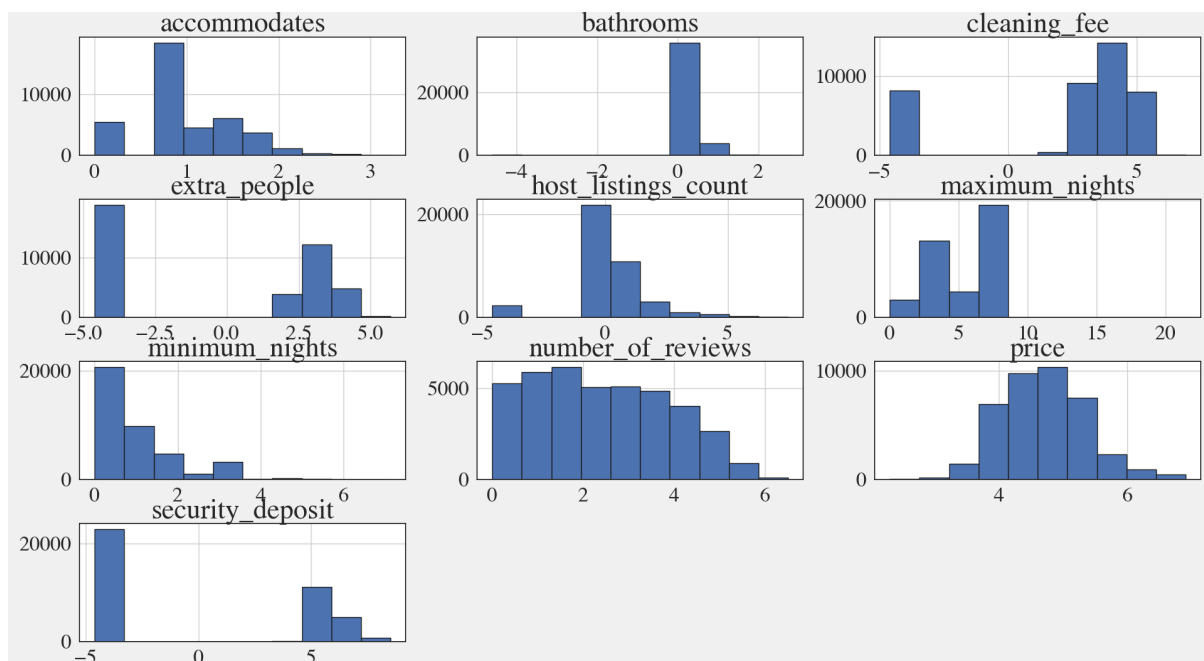 accommodates bathrooms cleaning_fee
10000
0
0 1 2 3
20000
0
−4 −2 0 2
10000
0
−5 0 5
extra_people host_listings_count maximum_nights
10000
0
−5.0 −2.5 0.0 2.5 5.0
20000
0
−5 0 5
20000
0
0 5 10 15 20
minimum_nights number_of_reviews price
20000
0
0 2 4 6
5000
0
0 2 4 6
10000
0
4 6
security_deposit
20000
0
−5 0 5